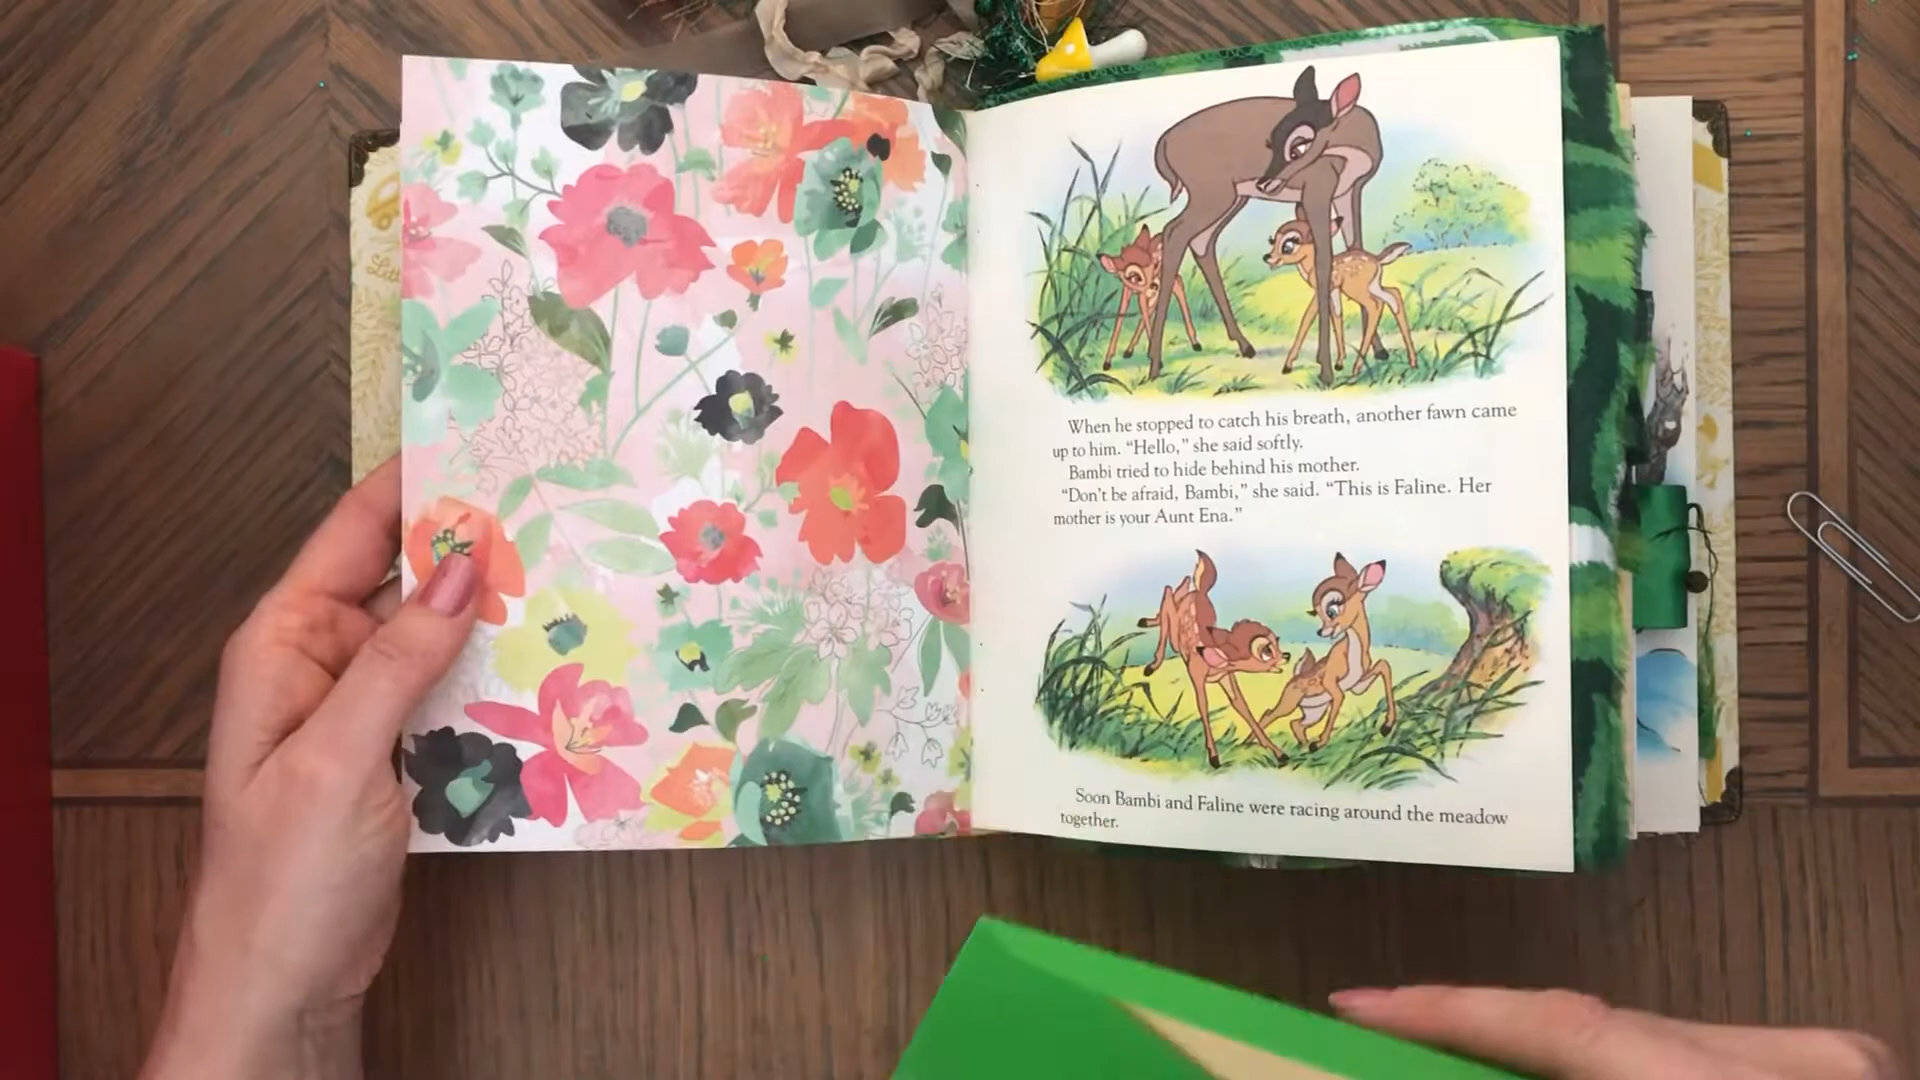 When he stopped to catch his breath, another fawn came
up to him. “Hello,” she said softly.
Bambi tried to hide behind his mother.
“Don't be afraid, Bambi,” she said. “This is Faline. Her
mother is your Aunt Ena.”
Soon Bambi and Faline were racing around the meadow
together.